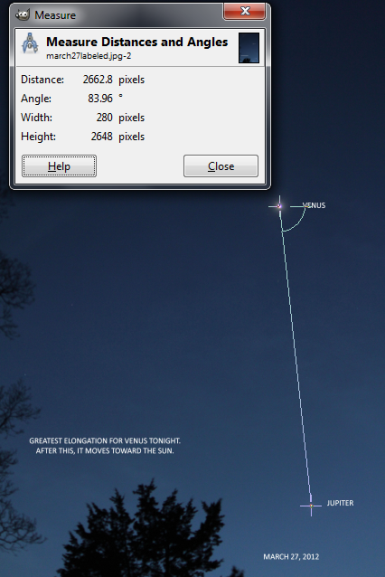 Measure
Measure Distances and Angles
march27labeled.jpg-2
Distance: 2662.8 pixels
Angle: 83.96 °
Width: 280 pixels
Height: 2648 pixels
Help Close
VENUS
GREATEST ELONGATION FOR VENUS TONIGHT.
AFTER THIS, IT MOVES TOWARD THE SUN.
JUPITER
MARCH 27, 2012